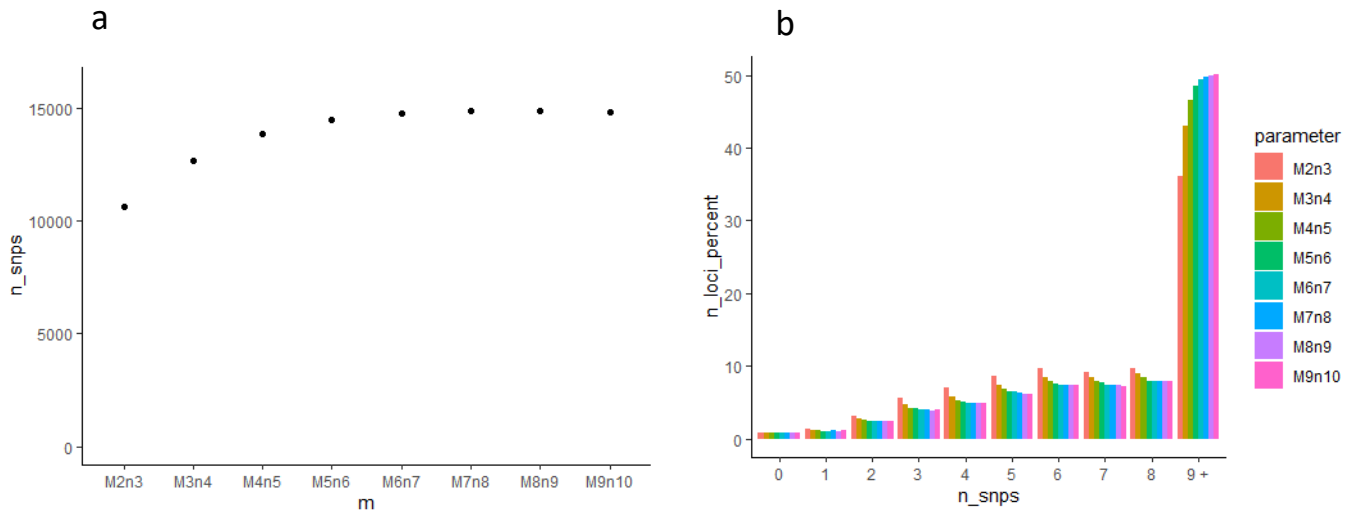 a
n_snps
15000
10000
5000
0
M2n3 M3n4 M4n5 M5n6 M6n7 M7n8 M8n9 M9n10
m
b
n_loci_percent
50
40
30
20
10
0
0 1 2 3 4 5 6 7 8 9 +
n_snps
parameter
M2n3
M3n4
M4n5
M5n6
M6n7
M7n8
M8n9
M9n10